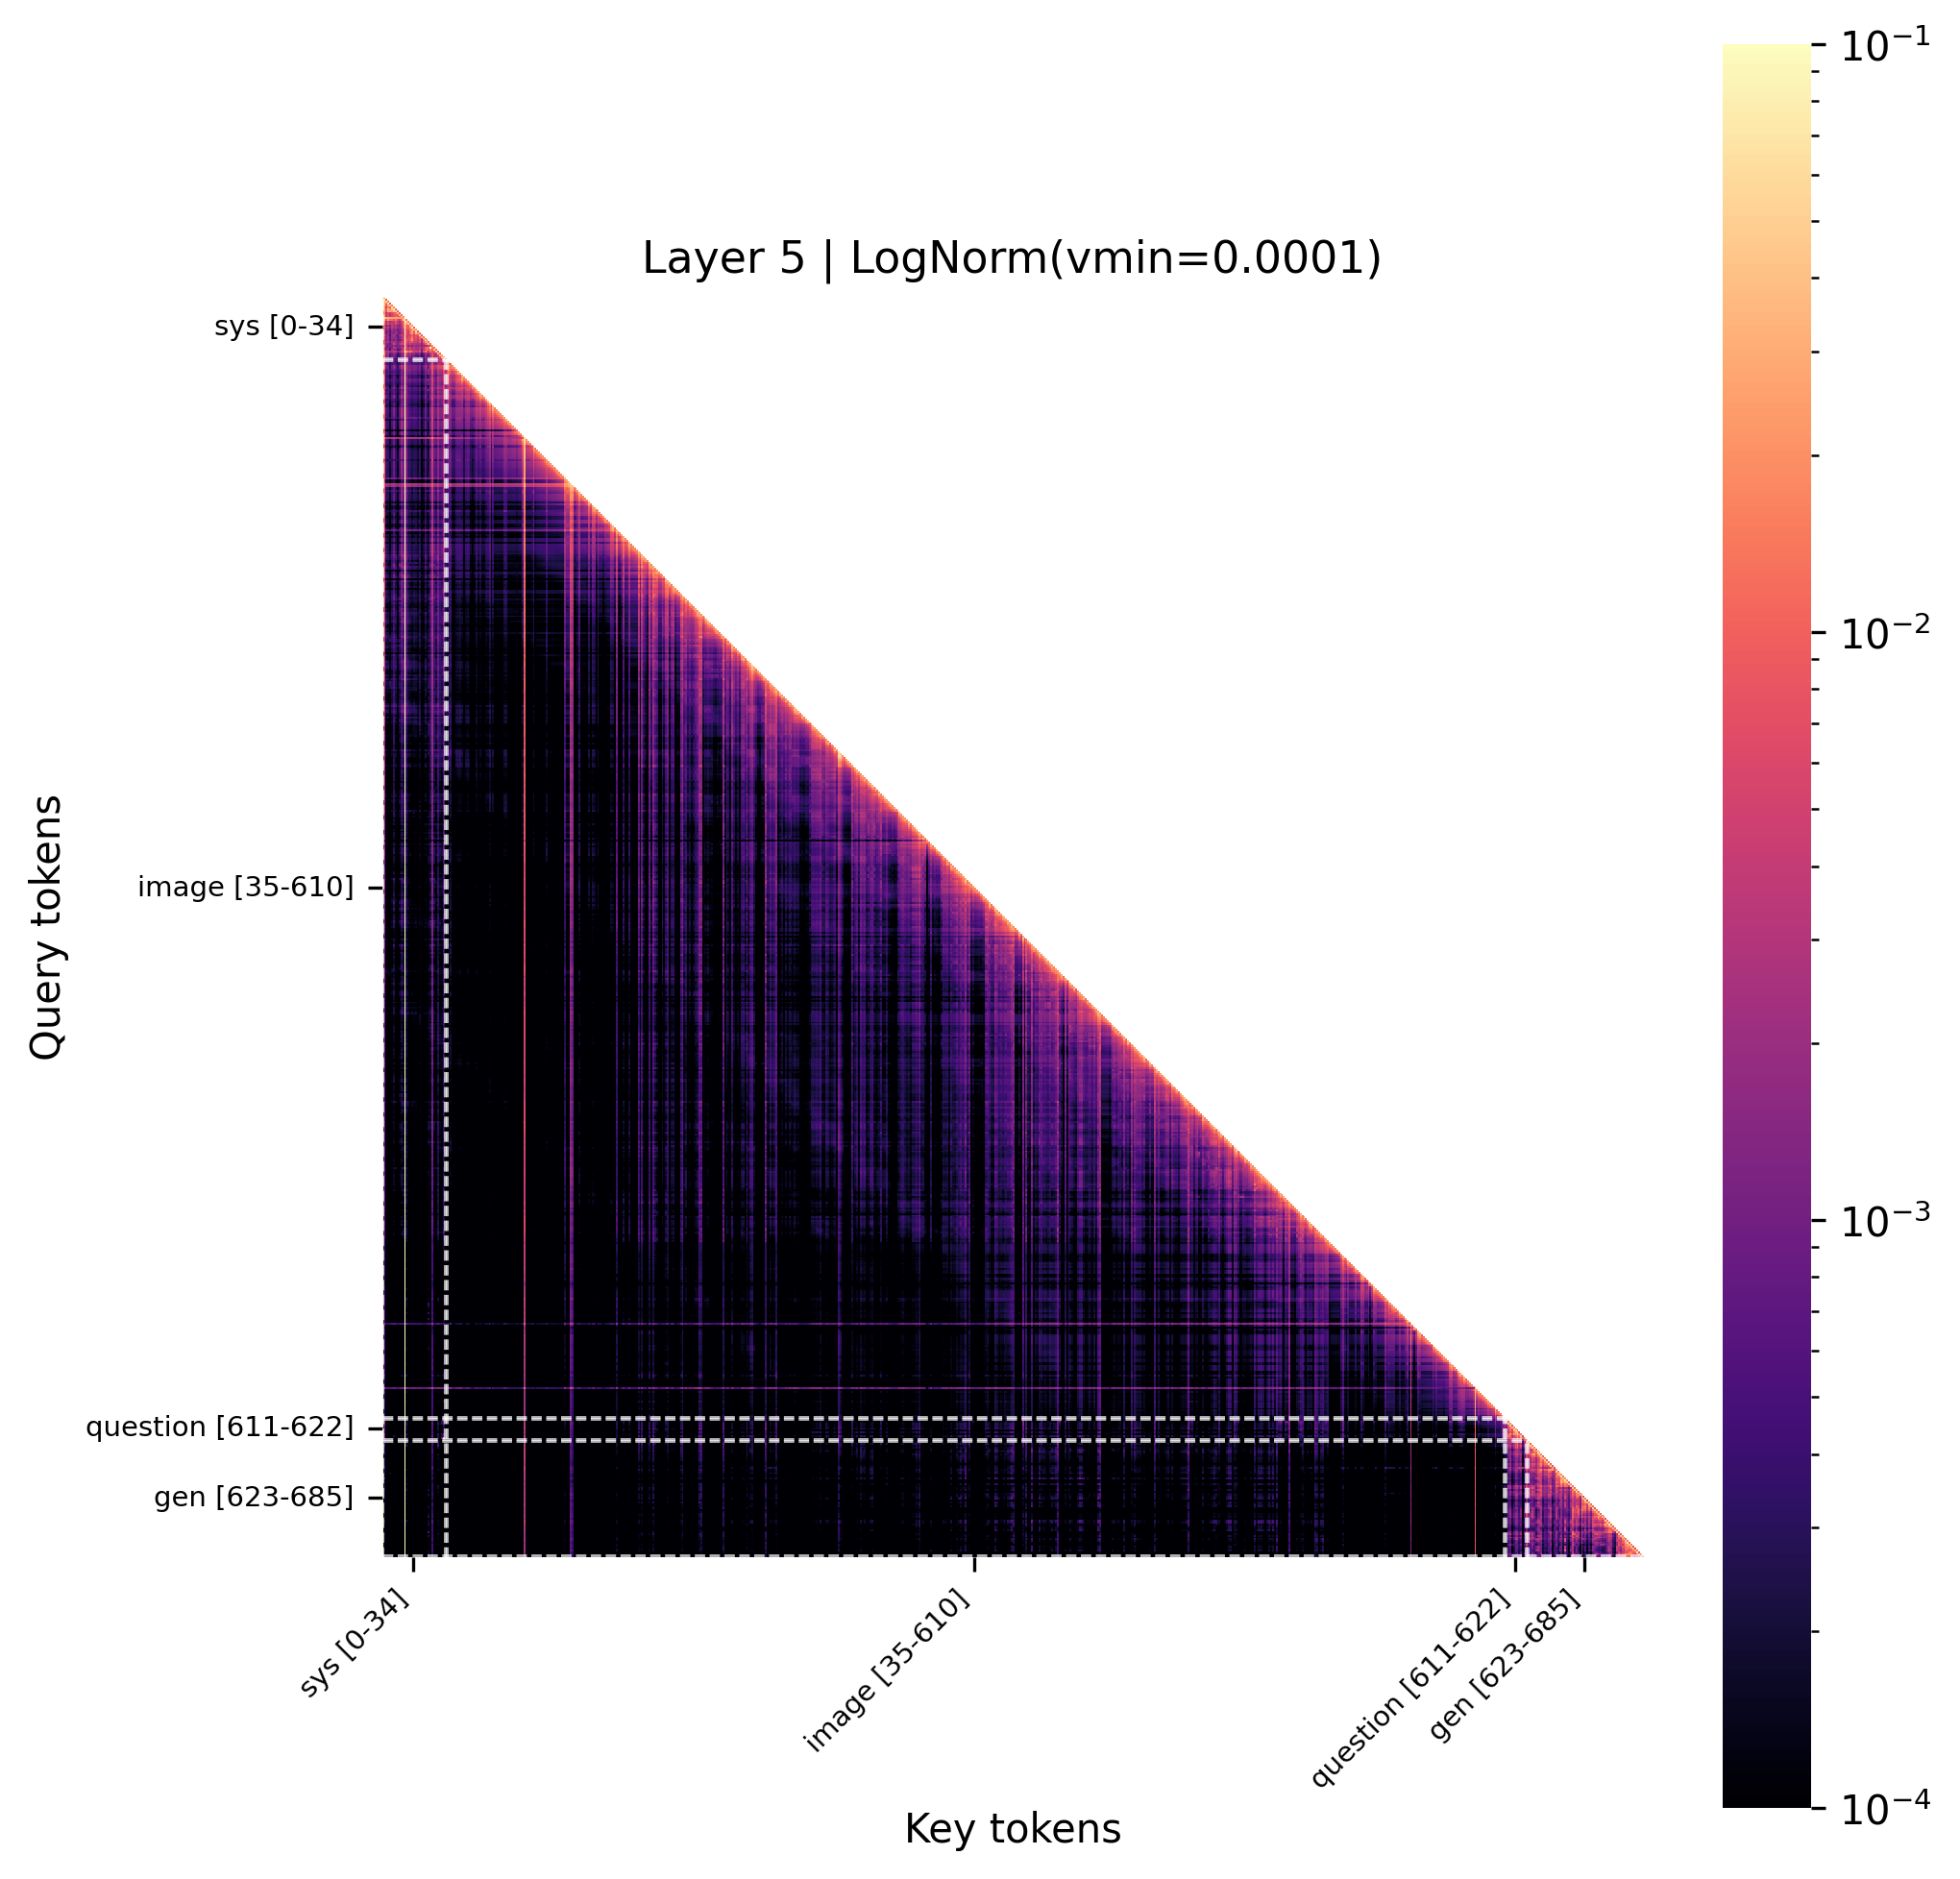 Layer 5 | LogNorm(vmin=0.0001)
Query tokens
sys [0-34]
image [35-610]
question [611-622]
gen [623-685]
sys [0-34]
image [35-610]
question [611-622]
gen [623-685]
Key tokens
10⁻¹
10⁻²
10⁻³
10⁻⁴